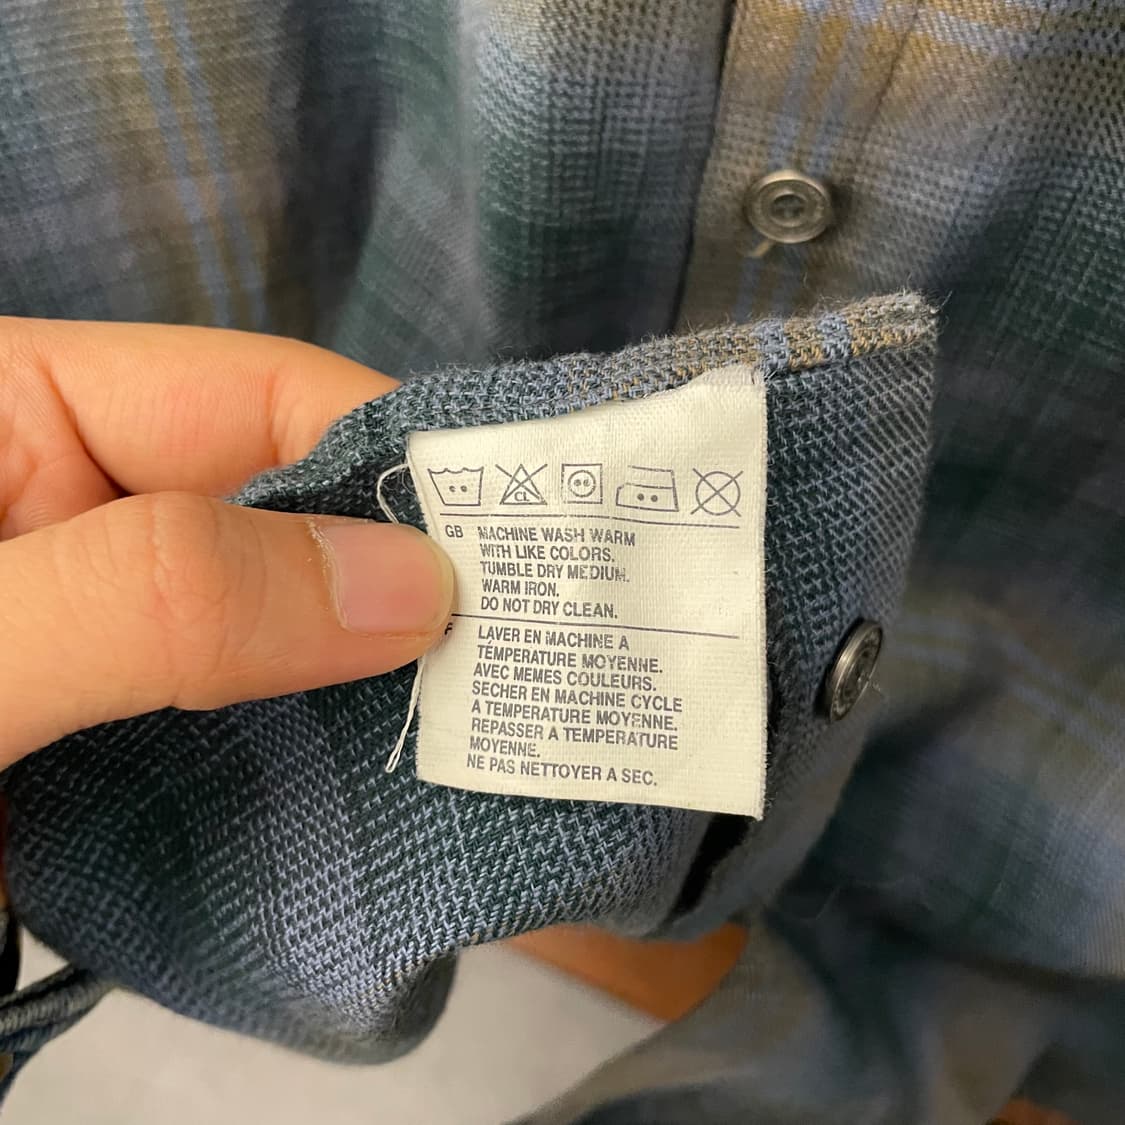 CL
GB MACHINE WASH WARM
WITH LIKE COLORS.
TUMBLE DRY MEDIUM.
WARM IRON.
DO NOT DRY CLEAN.
F LAVER EN MACHINE A
TÉMPERATURE MOYENNE.
AVEC MEMES COULEURS.
SECHER EN MACHINE CYCLE
A TEMPERATURE MOYENNE.
REPASSER A TEMPERATURE
MOYENNE.
NE PAS NETTOYER A SEC.